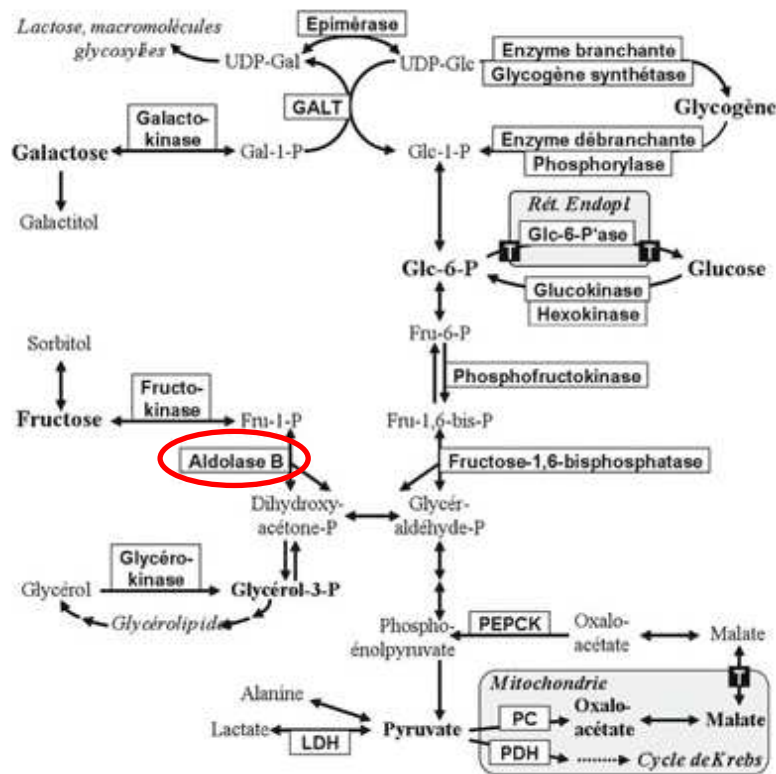 Lactose, macromolécules
glycosylées
Epimérase
UDP-Gal
UDP-Glc
Enzyme branchante
Glycogène synthétase
GALT
Glycogène
Galacto-
kinase
Galactose
Gal-1-P
Glc-1-P
Enzyme débranchante
Phosphorylase
Galactitol
Rét. Endopl
Glc-6-P'ase
T
T
Glc-6-P
Glucose
Glucokinase
Hexokinase
Fru-6-P
Sorbitol
Phosphofructokinase
Fructo-
kinase
Fructose
Fru-1-P
Fru-1,6-bis-P
Aldolase B
Fructose-1,6-bisphosphatase
Dihydroxy-
acétone-P
Glycér-
aldéhyde-P
Glycéro-
kinase
Glycérol
Glycérol-3-P
Glycérolipide
Phospho-
énolpyruvate
PEPCK
Oxalo-
acétate
Malate
T
Mitochondrie
Alanine
Lactate
LDH
Pyruvate
PC
Oxalo-
acétate
Malate
PDH
Cycle de Krebs